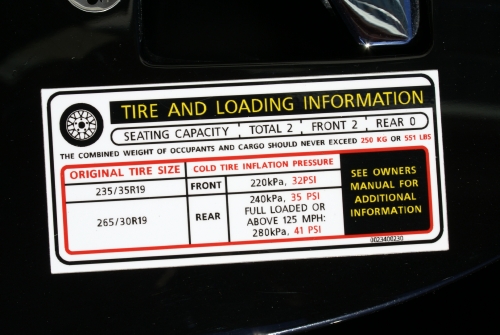 TIRE AND LOADING INFORMATION
SEATING CAPACITY TOTAL 2 FRONT 2 REAR 0
THE COMBINED WEIGHT OF OCCUPANTS AND CARGO SHOULD NEVER EXCEED 250 KG OR 551 LBS
ORIGINAL TIRE SIZE COLD TIRE INFLATION PRESSURE
235/35R19 FRONT 220kPa, 32PSI
265/30R19 REAR 240kPa, 35 PSI
FULL LOADED OR
ABOVE 125 MPH:
280kPa, 41 PSI
SEE OWNERS
MANUAL FOR
ADDITIONAL
INFORMATION
0023400230